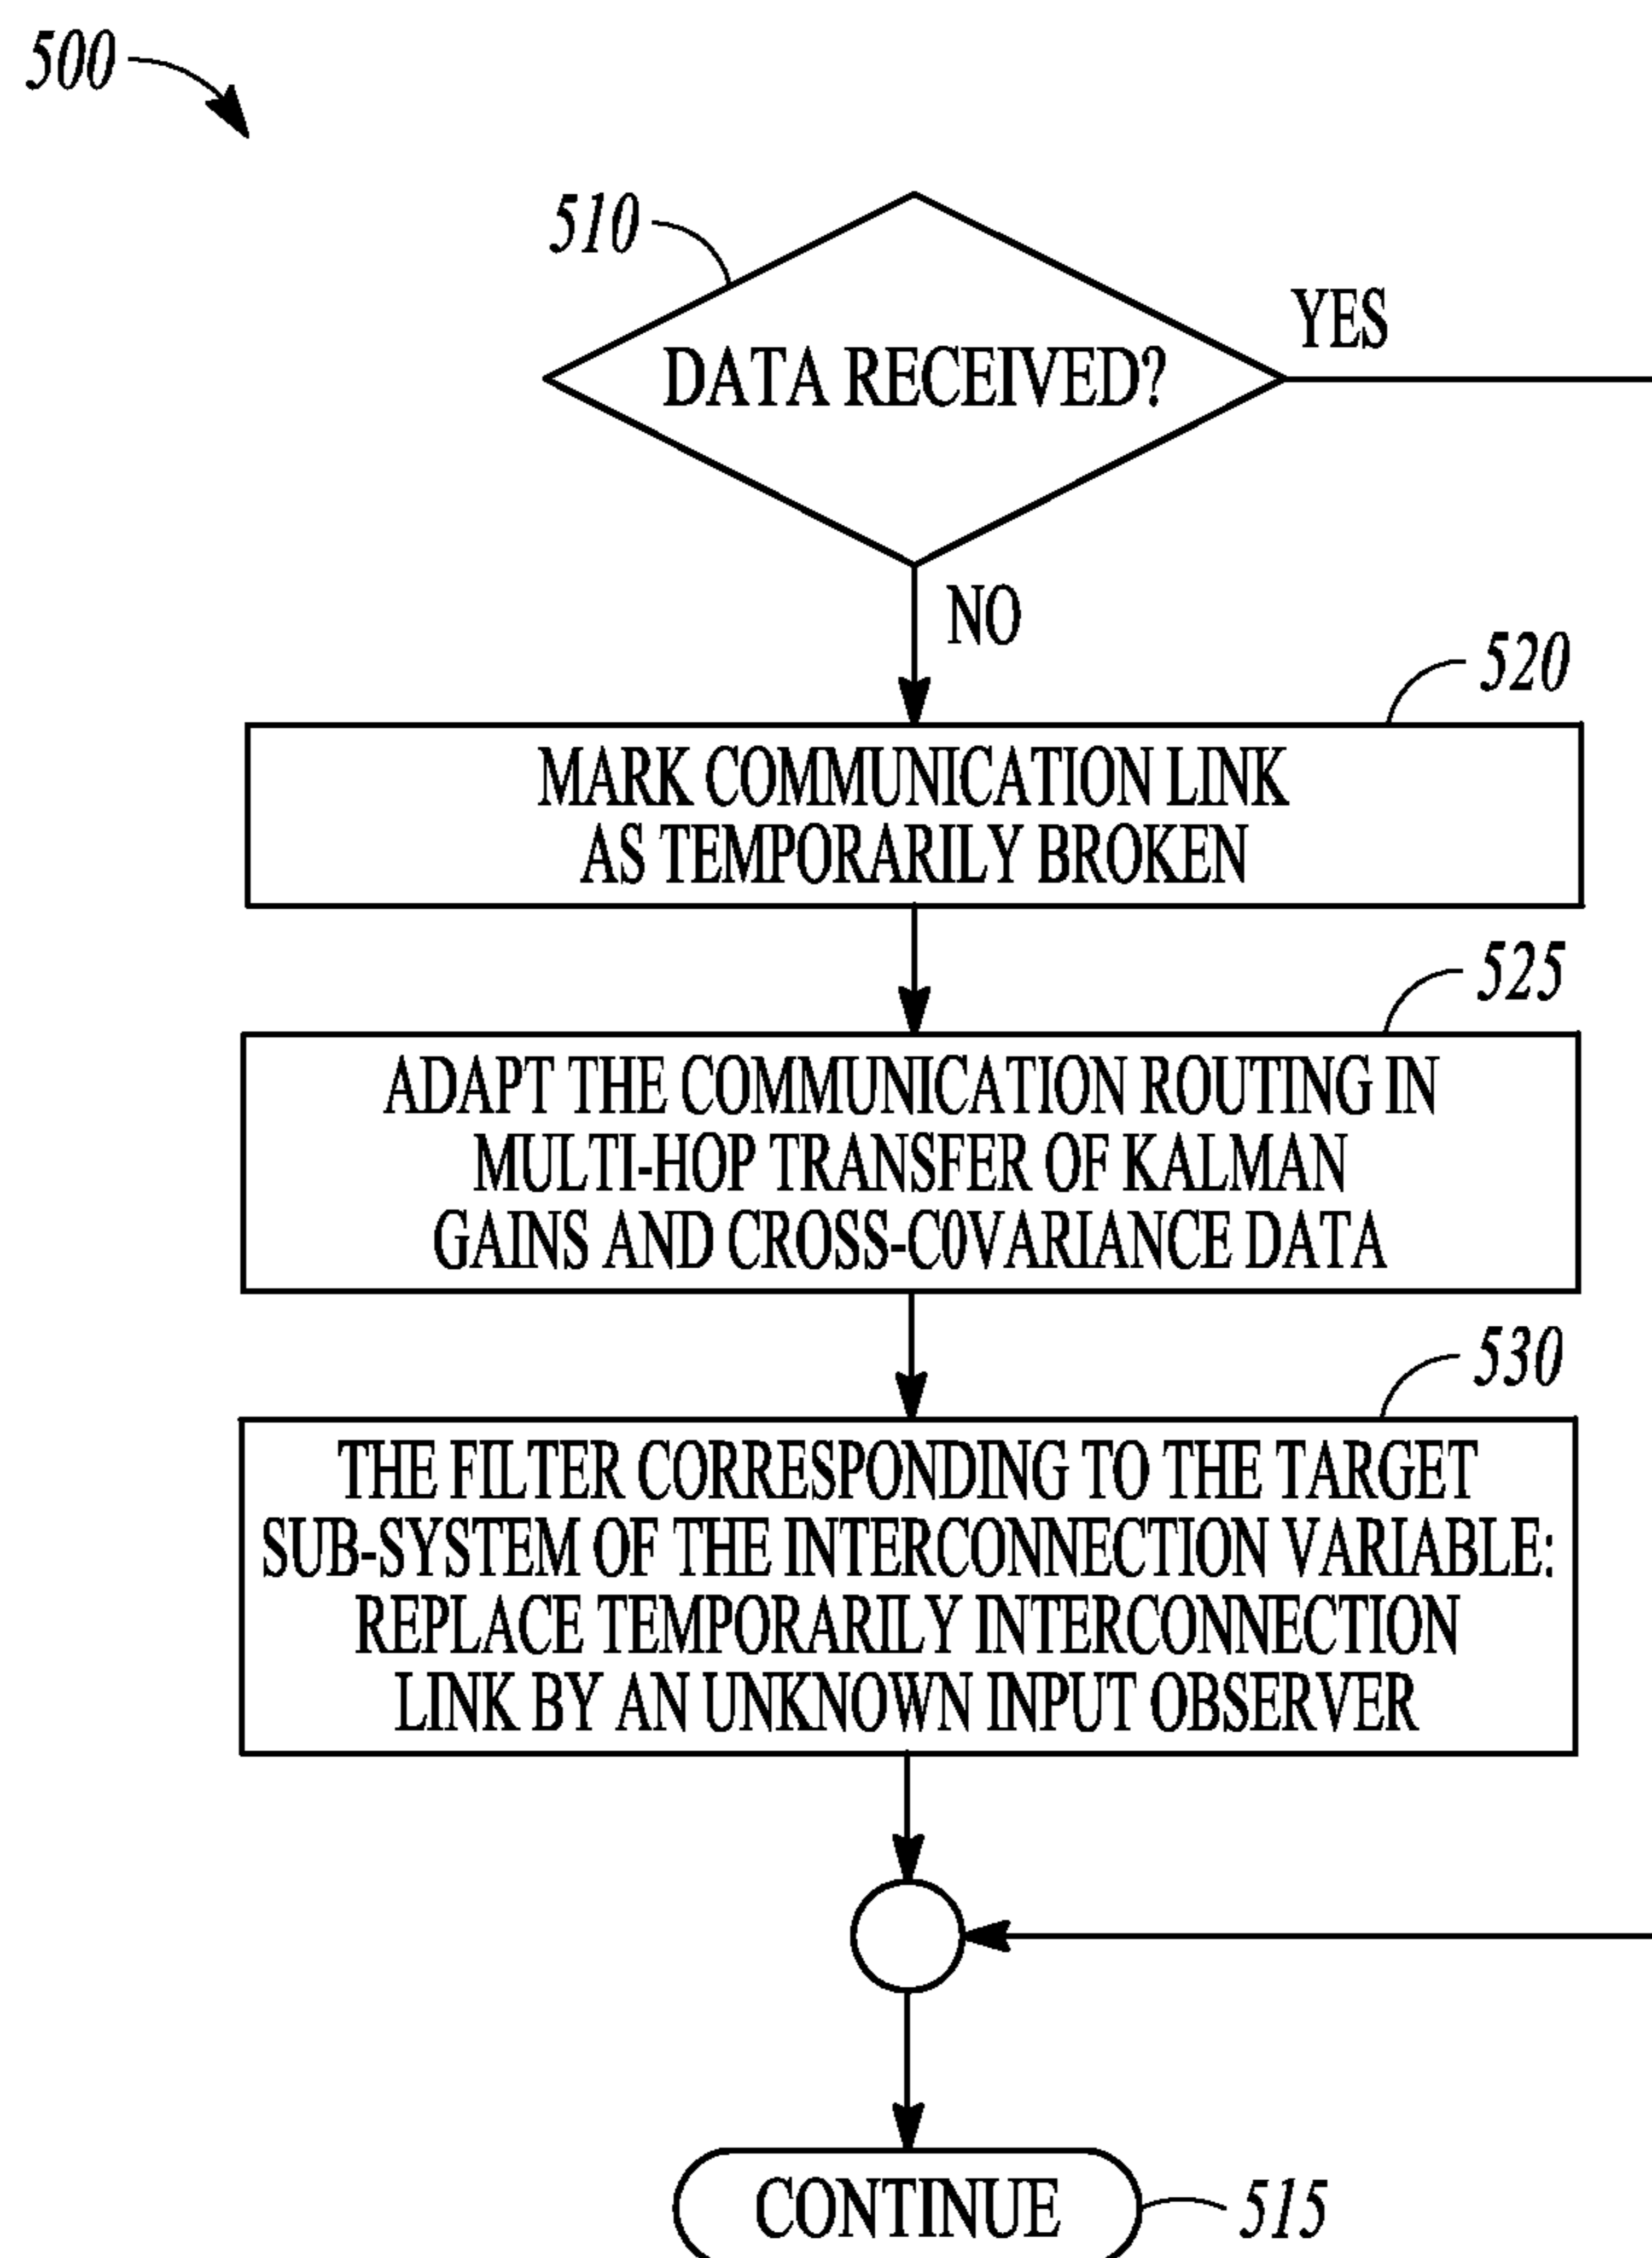 500
510
DATA RECEIVED?
YES
NO
520
MARK COMMUNICATION LINK
AS TEMPORARILY BROKEN
525
ADAPT THE COMMUNICATION ROUTING IN
MULTI-HOP TRANSFER OF KALMAN
GAINS AND CROSS-C0VARIANCE DATA
530
THE FILTER CORRESPONDING TO THE TARGET
SUB-SYSTEM OF THE INTERCONNECTION VARIABLE:
REPLACE TEMPORARILY INTERCONNECTION
LINK BY AN UNKNOWN INPUT OBSERVER
CONTINUE
515